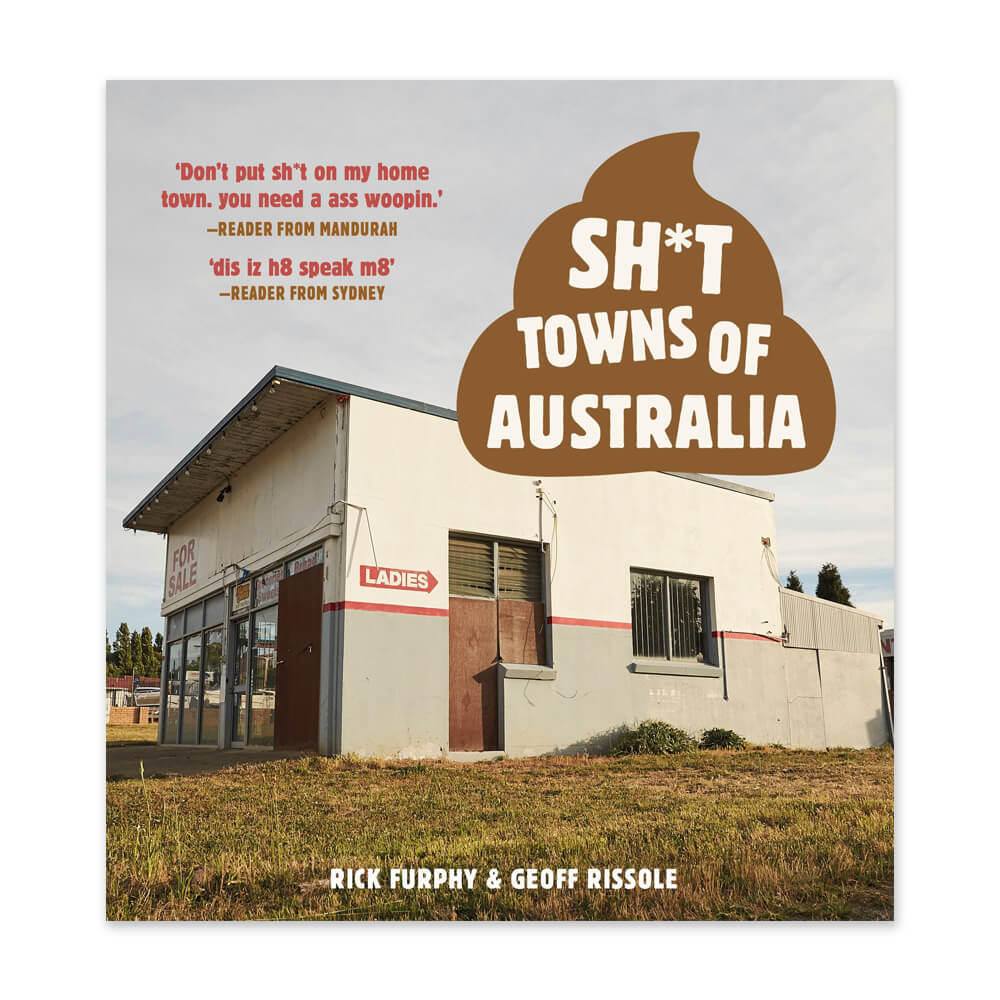 ‘Don’t put sh*t on my home
town. you need a ass woopin.’
–READER FROM MANDURAH
‘dis iz h8 speak m8’
–READER FROM SYDNEY
SH*T
TOWNS OF
AUSTRALIA
FOR
SALE
LADIES
RICK FURPHY & GEOFF RISSOLE